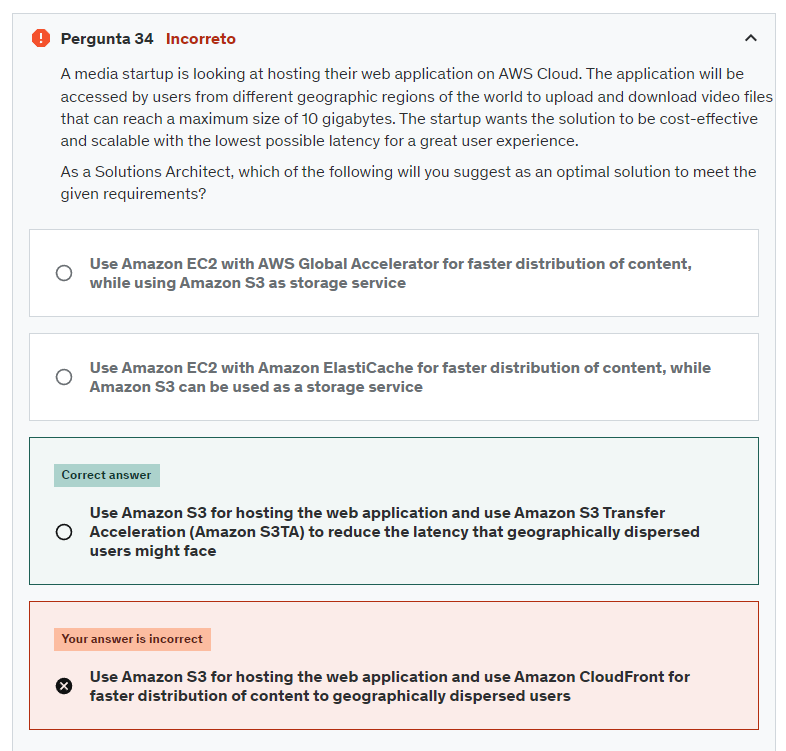 Pergunta 34 Incorreto
A media startup is looking at hosting their web application on AWS Cloud. The application will be
accessed by users from different geographic regions of the world to upload and download video files
that can reach a maximum size of 10 gigabytes. The startup wants the solution to be cost-effective
and scalable with the lowest possible latency for a great user experience.
As a Solutions Architect, which of the following will you suggest as an optimal solution to meet the
given requirements?
Use Amazon EC2 with AWS Global Accelerator for faster distribution of content,
while using Amazon S3 as storage service
Use Amazon EC2 with Amazon ElastiCache for faster distribution of content, while
Amazon S3 can be used as a storage service
Correct answer
Use Amazon S3 for hosting the web application and use Amazon S3 Transfer
Acceleration (Amazon S3TA) to reduce the latency that geographically dispersed
users might face
Your answer is incorrect
Use Amazon S3 for hosting the web application and use Amazon CloudFront for
faster distribution of content to geographically dispersed users